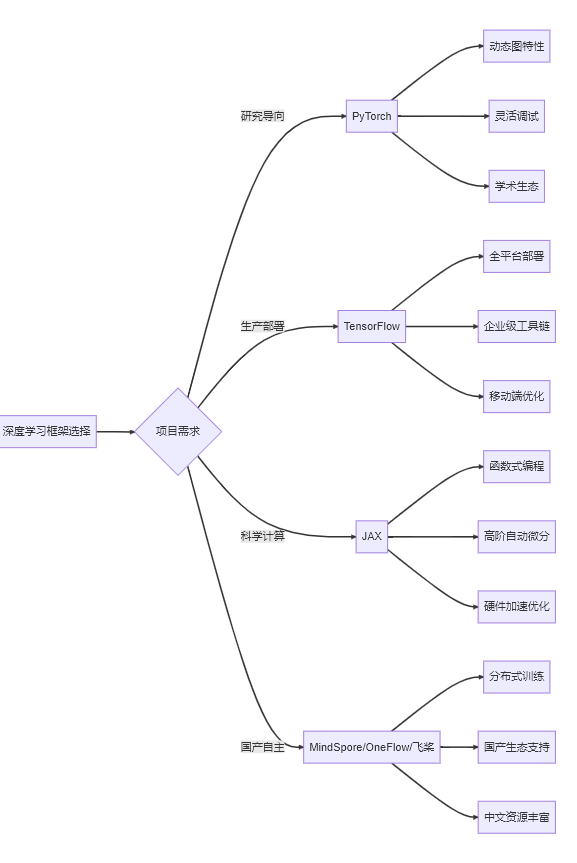 深度学习框架选择
项目需求
研究导向
PyTorch
动态图特性
灵活调试
学术生态
生产部署
TensorFlow
全平台部署
企业级工具链
移动端优化
科学计算
JAX
函数式编程
高阶自动微分
硬件加速优化
国产自主
MindSpore/OneFlow/飞桨
分布式训练
国产生态支持
中文资源丰富